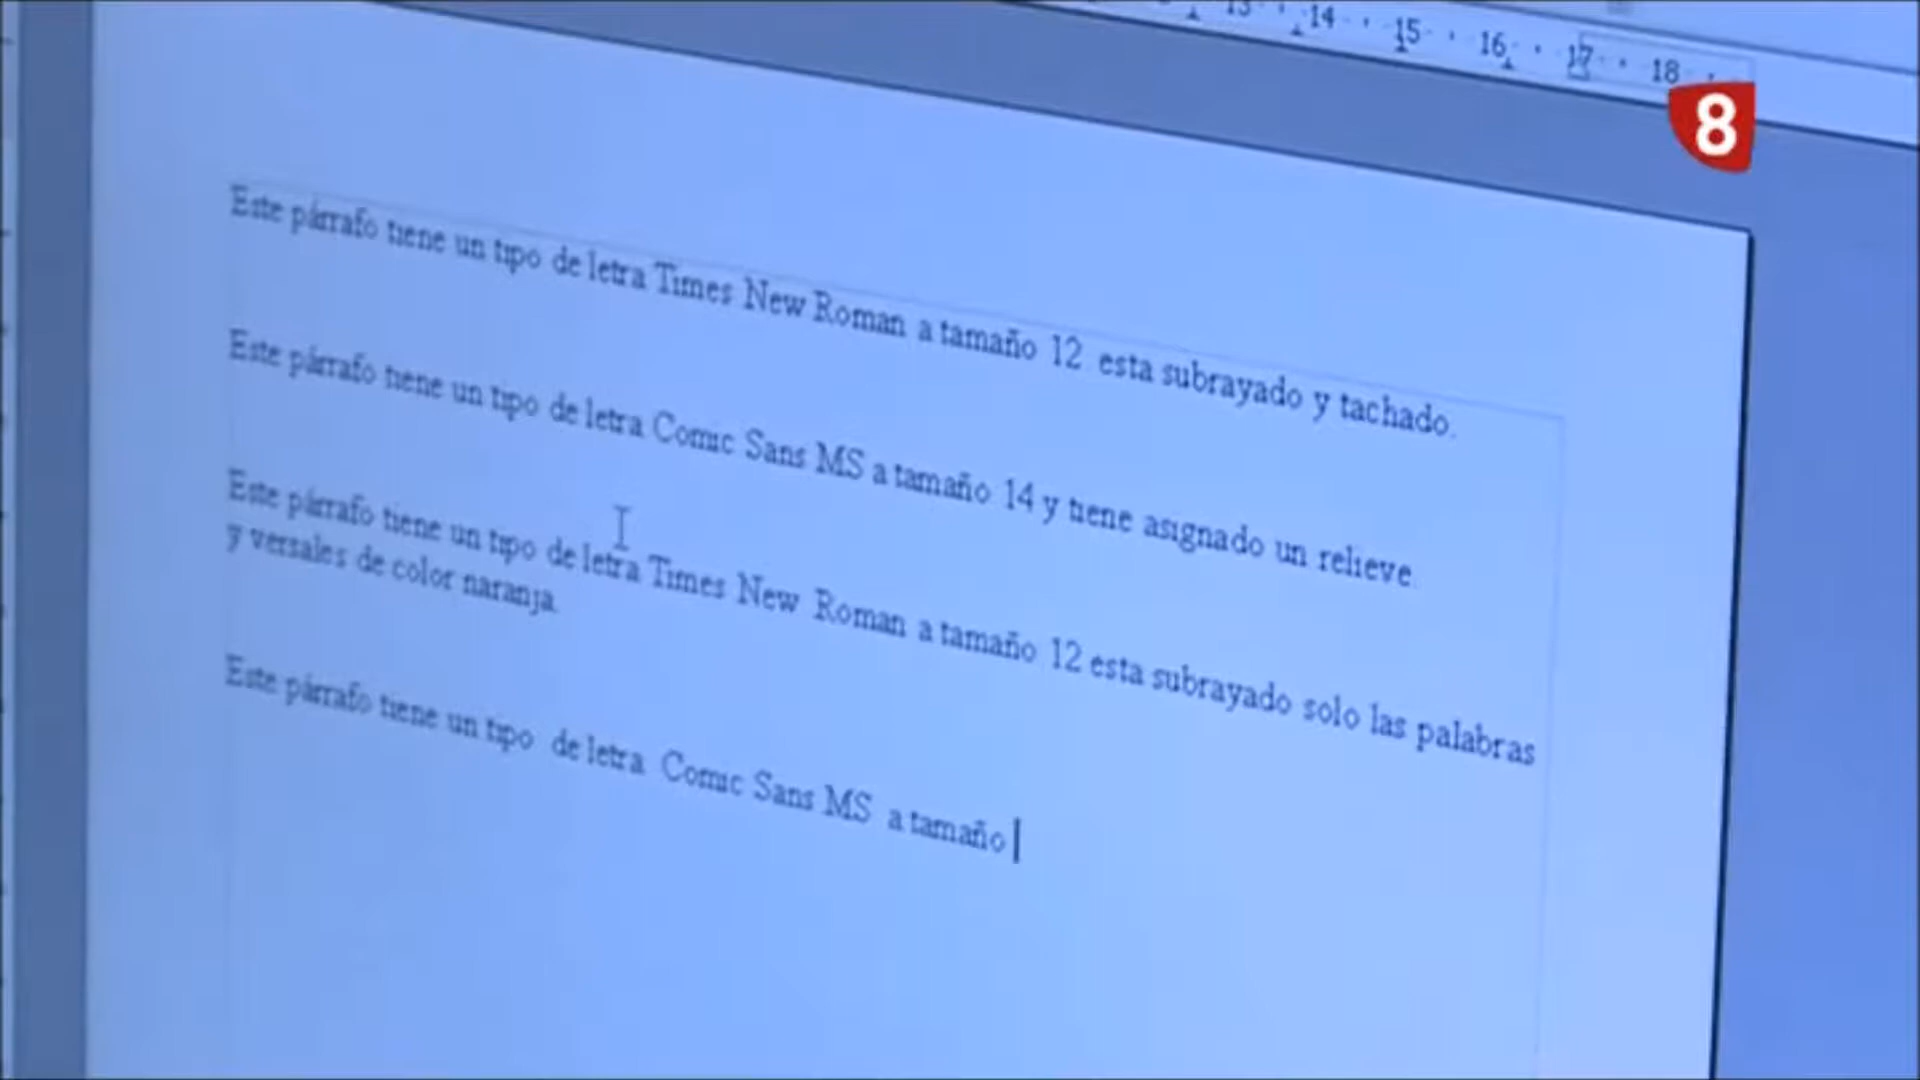 13 14 15 16 17 18
8
Este párrafo tiene un tipo de letra Times New Roman a tamaño 12 esta subrayado y tachado.
Este párrafo tiene un tipo de letra Comic Sans MS a tamaño 14 y tiene asignado un relieve.
Este párrafo tiene un tipo de letra Times New Roman a tamaño 12 esta subrayado solo las palabras
y versales de color naranja.
Este párrafo tiene un tipo de letra Comic Sans MS a tamaño